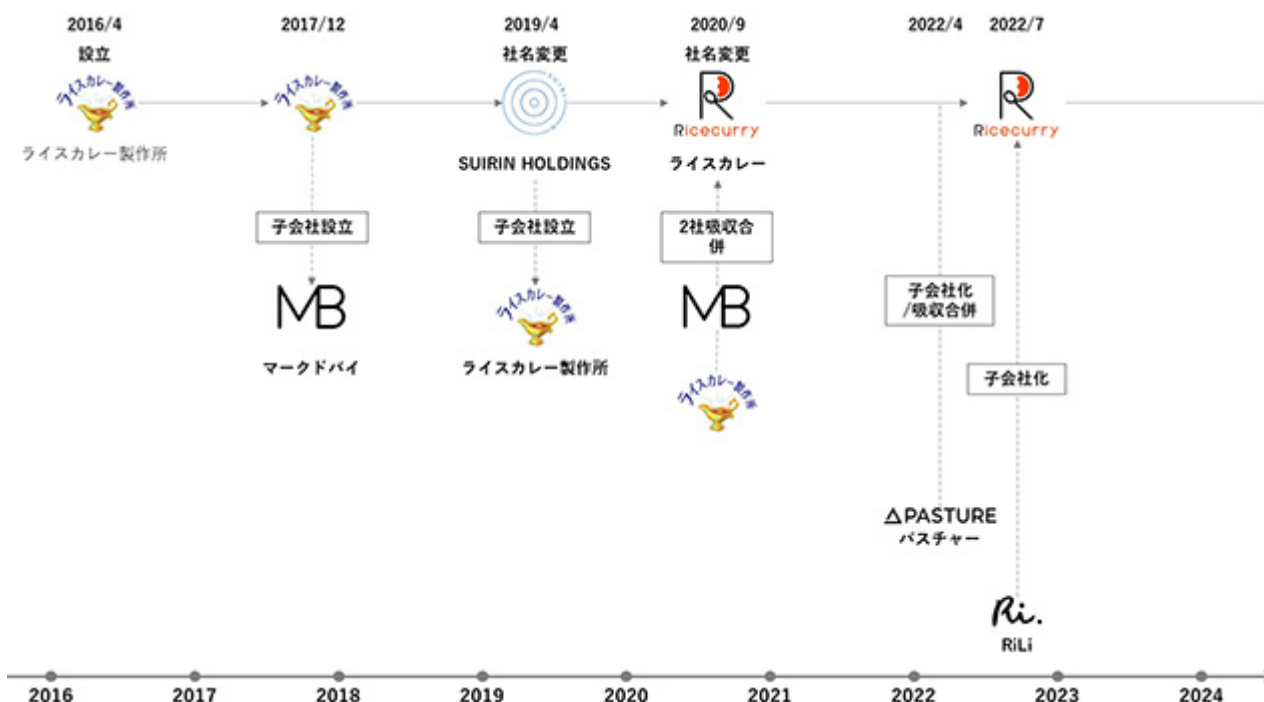 2016/4
2017/12
2019/4
2020/9
2022/4
2022/7
設立
社名変更
社名変更
ライスカレー製作所
ライスカレー製作所
R
Ricecurry
R
Ricecurry
ライスカレー製作所
SUIRIN HOLDINGS
ライスカレー
子会社設立
子会社設立
2社吸収合
併
子会社化
/吸収合併
MB
ライスカレー製作所
MB
マークドバイ
ライスカレー製作所
子会社化
ライスカレー製作所
PASTURE
パスチャー
Ri.
RiLi
2016
2017
2018
2019
2020
2021
2022
2023
2024